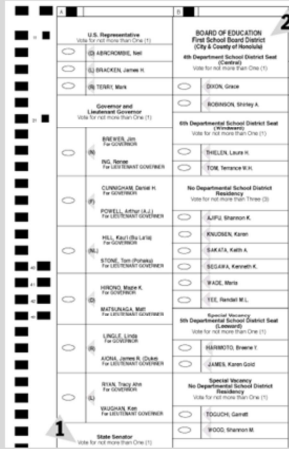 A
U.S. Representative
Vote for not more than One (1)
(D) ABERCROMBIE, Neil
(L) BRACKEN, James H.
(R) TERRY, Mark
Governor and
Lieutenant Governor
Vote for not more than One (1)
(N)
BREWER, Jim
For GOVERNOR
ING, Renee
For LIEUTENANT GOVERNOR
(F)
CUNNINGHAM, Daniel H.
For GOVERNOR
POWELL, Arthur (A.J.)
For LIEUTENANT GOVERNOR
(NL)
HILL, Kau'i (Bu La'ia)
For GOVERNOR
STONE, Tom (Pohaku)
For LIEUTENANT GOVERNOR
(D)
HIRONO, Mazie K.
For GOVERNOR
MATSUNAGA, Matt
For LIEUTENANT GOVERNOR
(R)
LINGLE, Linda
For GOVERNOR
AIONA, James R. (Duke)
For LIEUTENANT GOVERNOR
(L)
RYAN, Tracy Ahn
For GOVERNOR
VAUGHAN, Ken
For LIEUTENANT GOVERNOR
1
State Senator
Vote for not more than One (1)
B
2
BOARD OF EDUCATION
First School Board District
(City & County of Honolulu)
4th Departmental School District Seat
(Central)
Vote for not more than One (1)
DIXON, Grace
ROBINSON, Shirley A.
6th Departmental School District Seat
(Windward)
Vote for not more than One (1)
THIELEN, Laura H.
TOM, Terrance W.H.
No Departmental School District
Residency
Vote for not more than Three (3)
AJIFU, Shannon K.
KNUDSEN, Karen
SAKATA, Keith A.
SEGAWA, Kenneth K.
WADE, Marla
YEE, Randall M.L.
Special Vacancy
5th Departmental School District Seat
(Leeward)
Vote for not more than One (1)
HARIMOTO, Breene Y.
JAMES, Karen Gold
Special Vacancy
No Departmental School District
Residency
Vote for not more than One (1)
TOGUCHI, Garrett
WOOD, Shannon M.